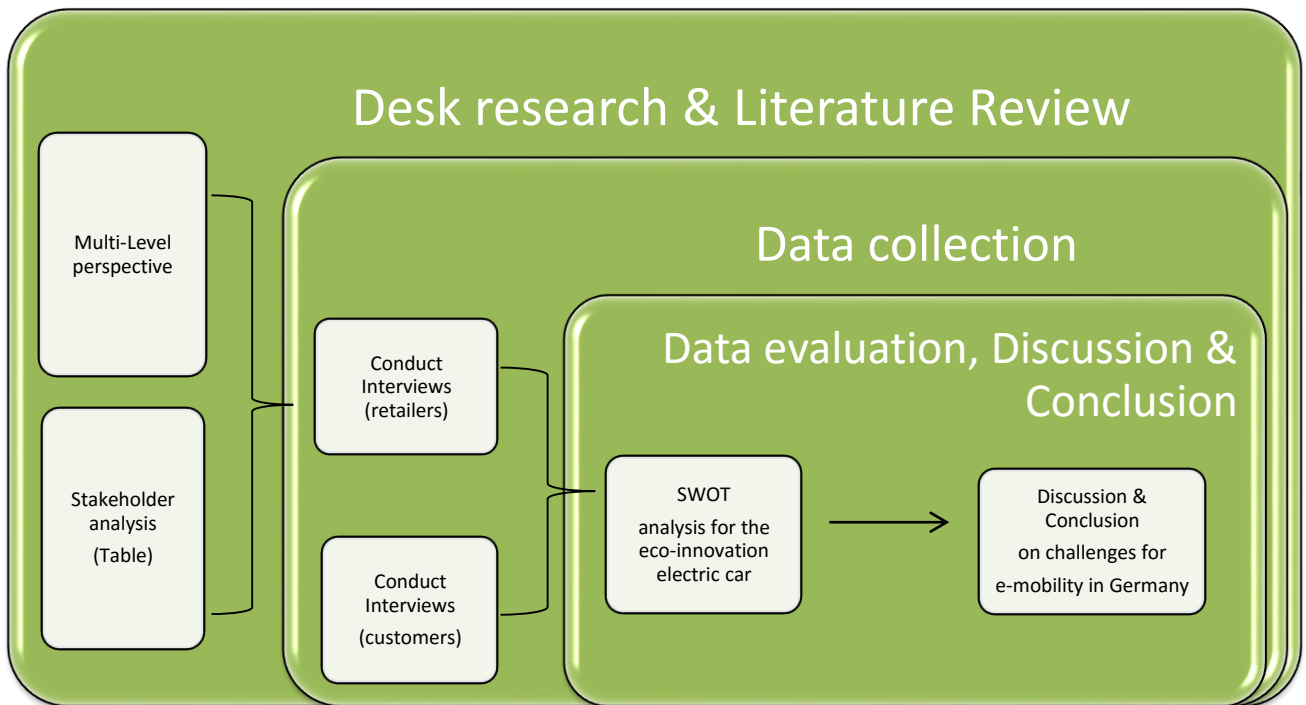 Desk research & Literature Review
Multi-Level
perspective
Stakeholder
analysis
(Table)
Data collection
Conduct
Interviews
(retailers)
Conduct
Interviews
(customers)
Data evaluation, Discussion &
Conclusion
SWOT
analysis for the
eco-innovation
electric car
Discussion &
Conclusion
on challenges for
e-mobility in Germany